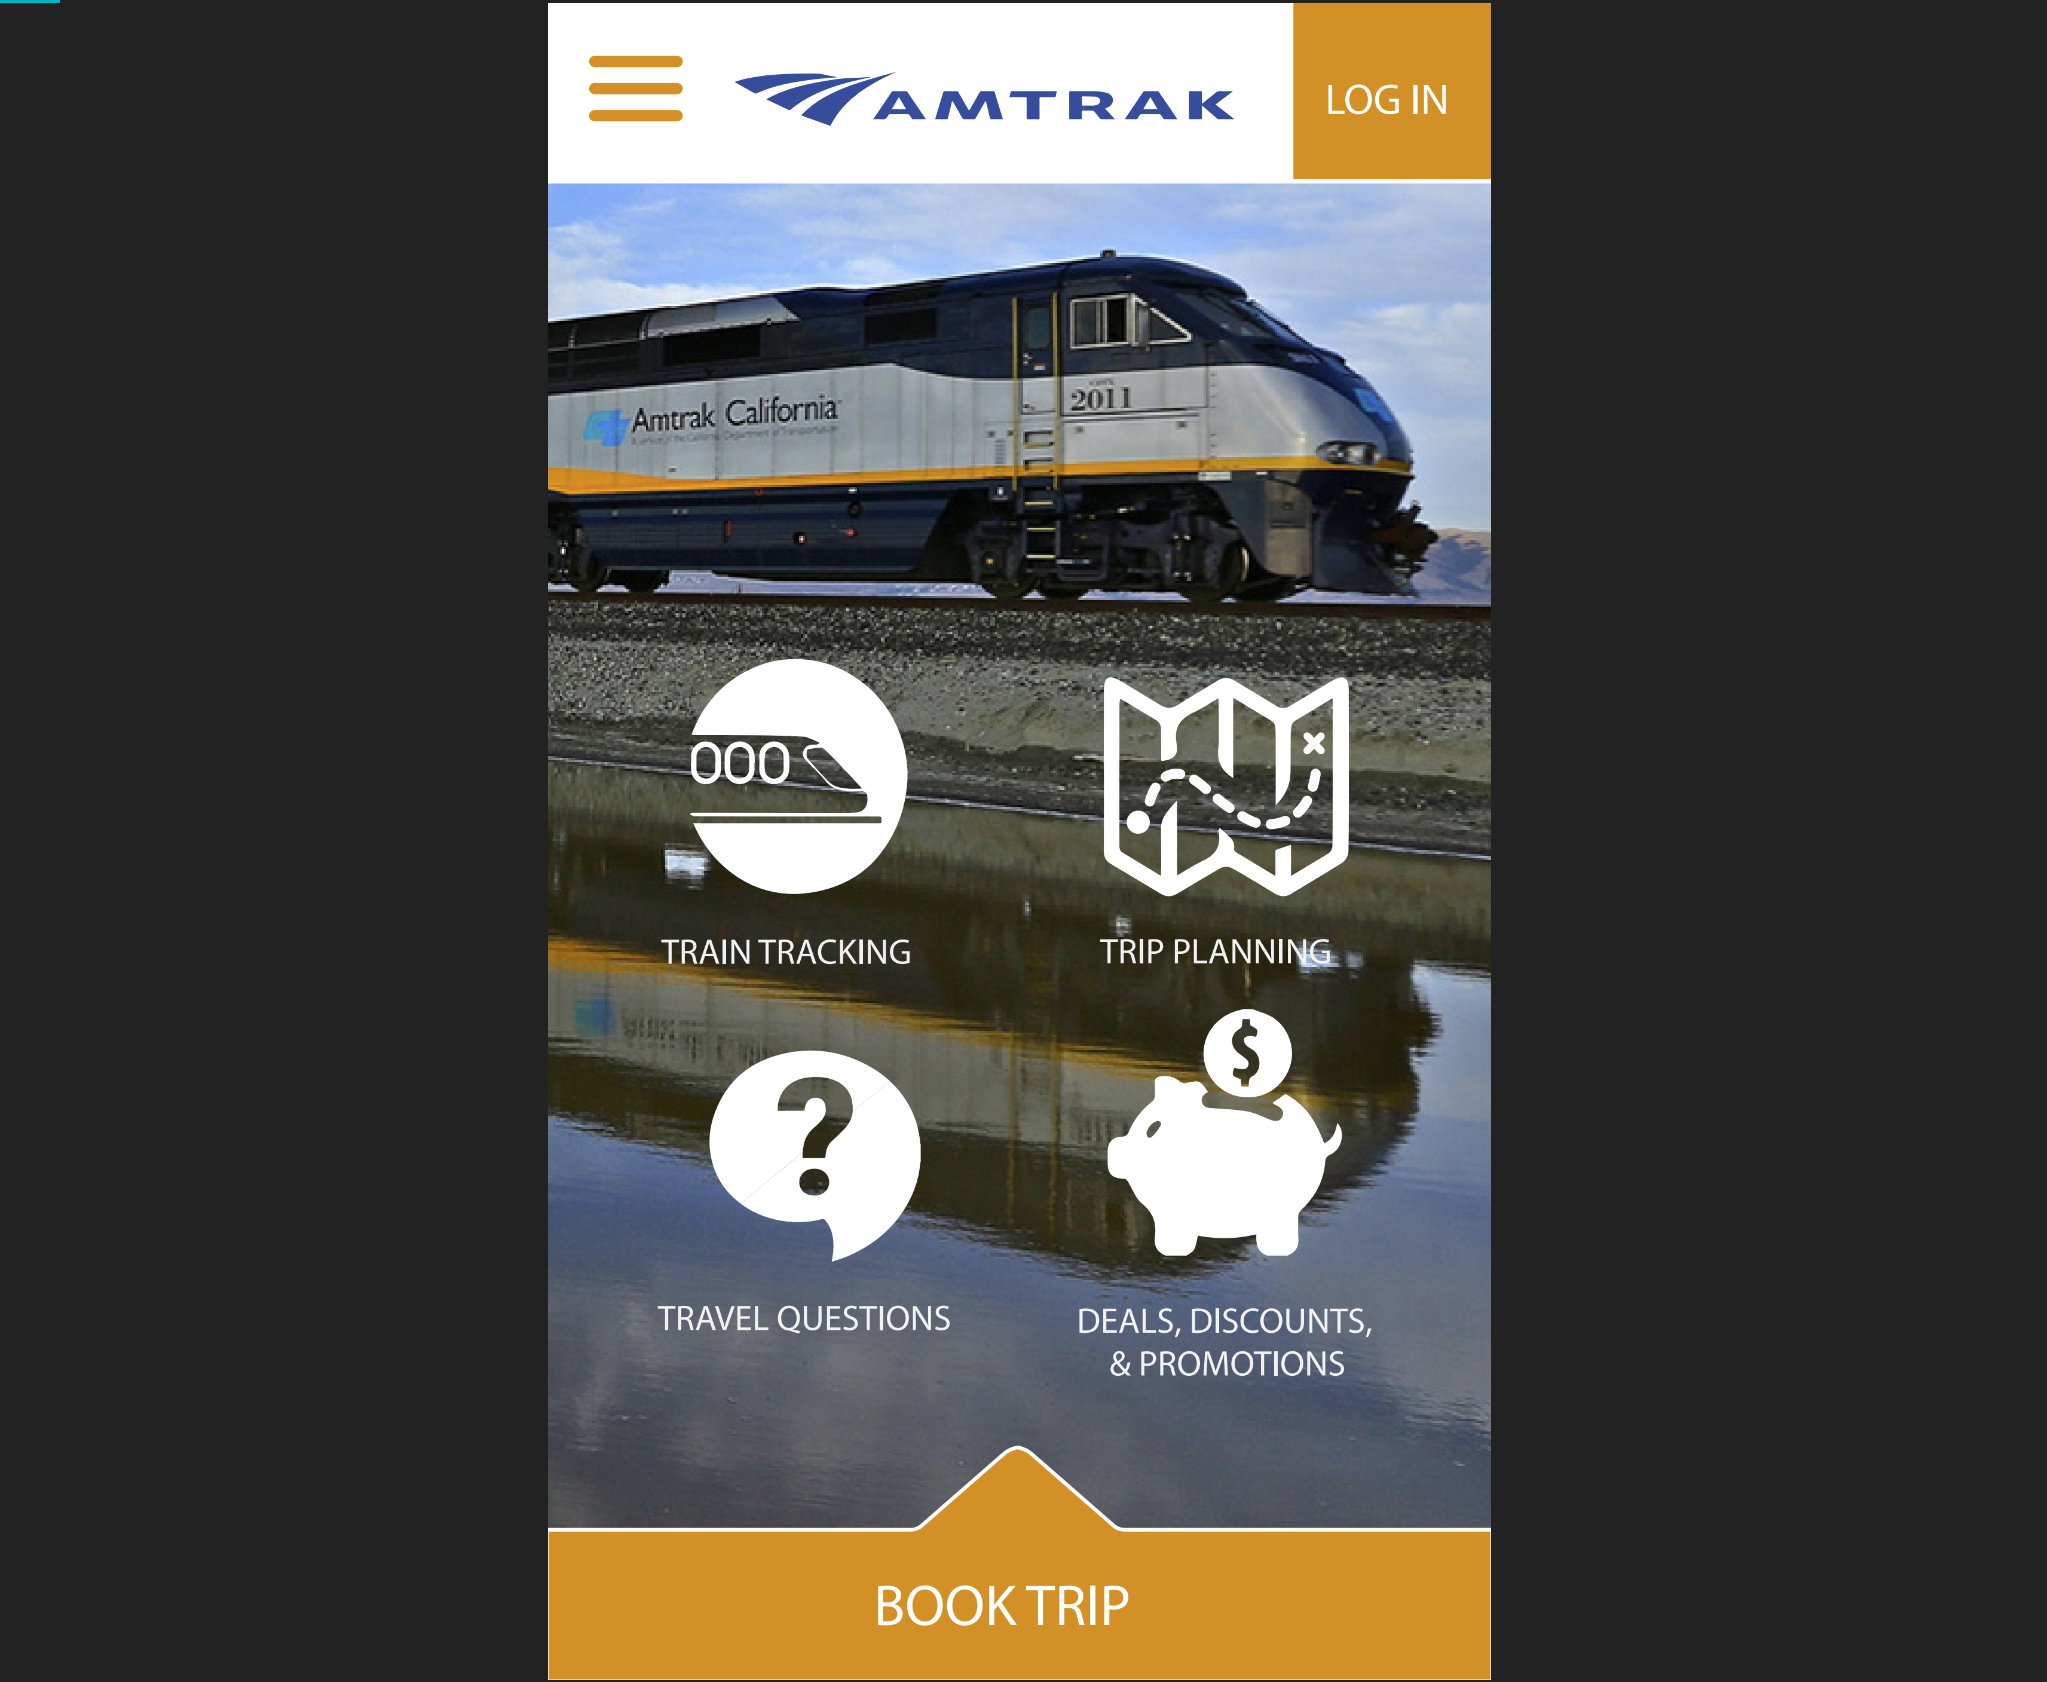 AMTRAK
LOG IN
Amtrak California
2011
TRAIN TRACKING
TRIP PLANNING
$
?
TRAVEL QUESTIONS
DEALS, DISCOUNTS,
& PROMOTIONS
BOOK TRIP